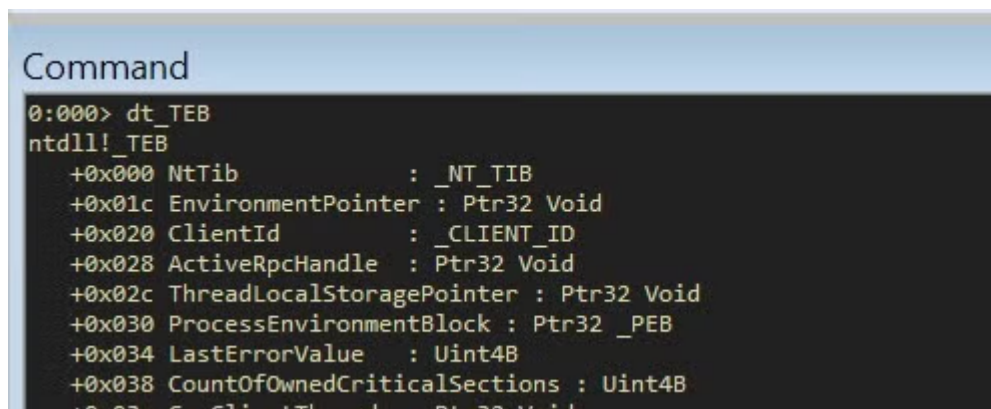 Command
0:000> dt_TEB
ntdll!_TEB
   +0x000 NtTib            : _NT_TIB
   +0x01c EnvironmentPointer : Ptr32 Void
   +0x020 ClientId         : _CLIENT_ID
   +0x028 ActiveRpcHandle  : Ptr32 Void
   +0x02c ThreadLocalStoragePointer : Ptr32 Void
   +0x030 ProcessEnvironmentBlock : Ptr32 _PEB
   +0x034 LastErrorValue   : Uint4B
   +0x038 CountOfOwnedCriticalSections : Uint4B